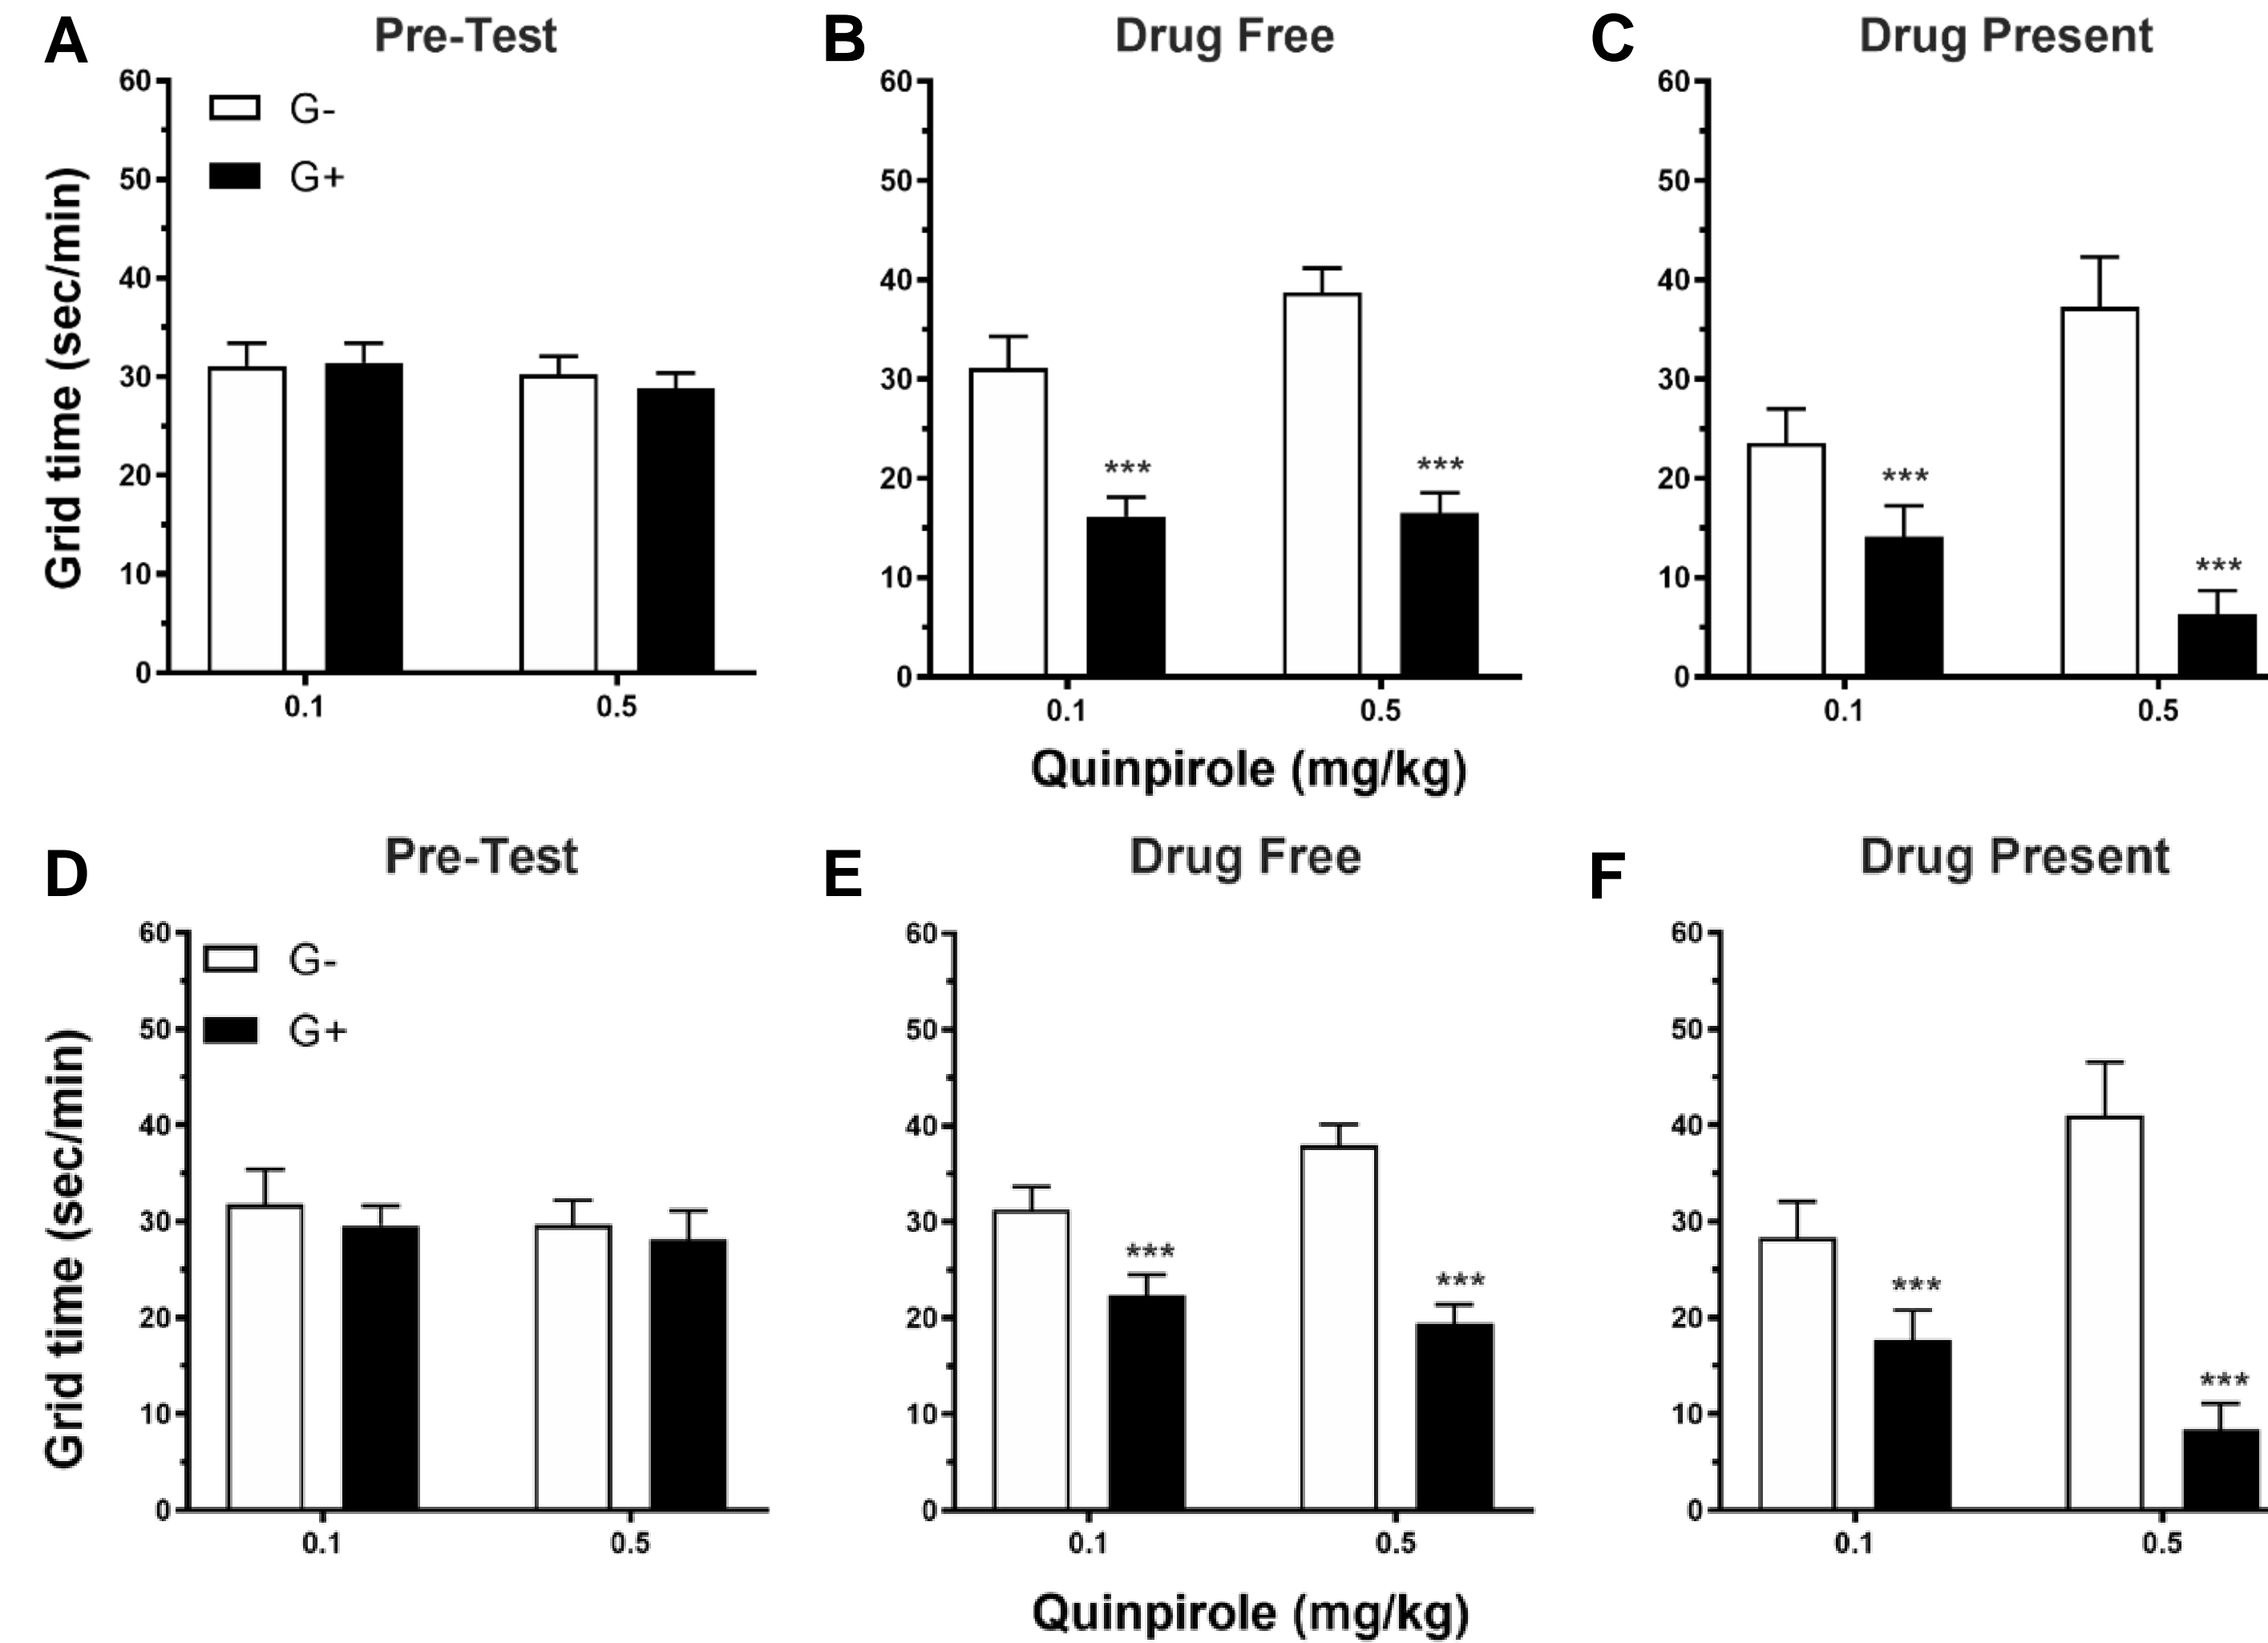 A Pre-Test
B Drug Free
C Drug Present
60 50 40 30 20 10 0
G-
G+
Grid time (sec/min)
0.1 0.5
60 50 40 30 20 10 0
*** ***
0.1 0.5
60 50 40 30 20 10 0
*** ***
0.1 0.5
Quinpirole (mg/kg)
D Pre-Test
E Drug Free
F Drug Present
60 50 40 30 20 10 0
G-
G+
Grid time (sec/min)
0.1 0.5
60 50 40 30 20 10 0
*** ***
0.1 0.5
60 50 40 30 20 10 0
*** ***
0.1 0.5
Quinpirole (mg/kg)